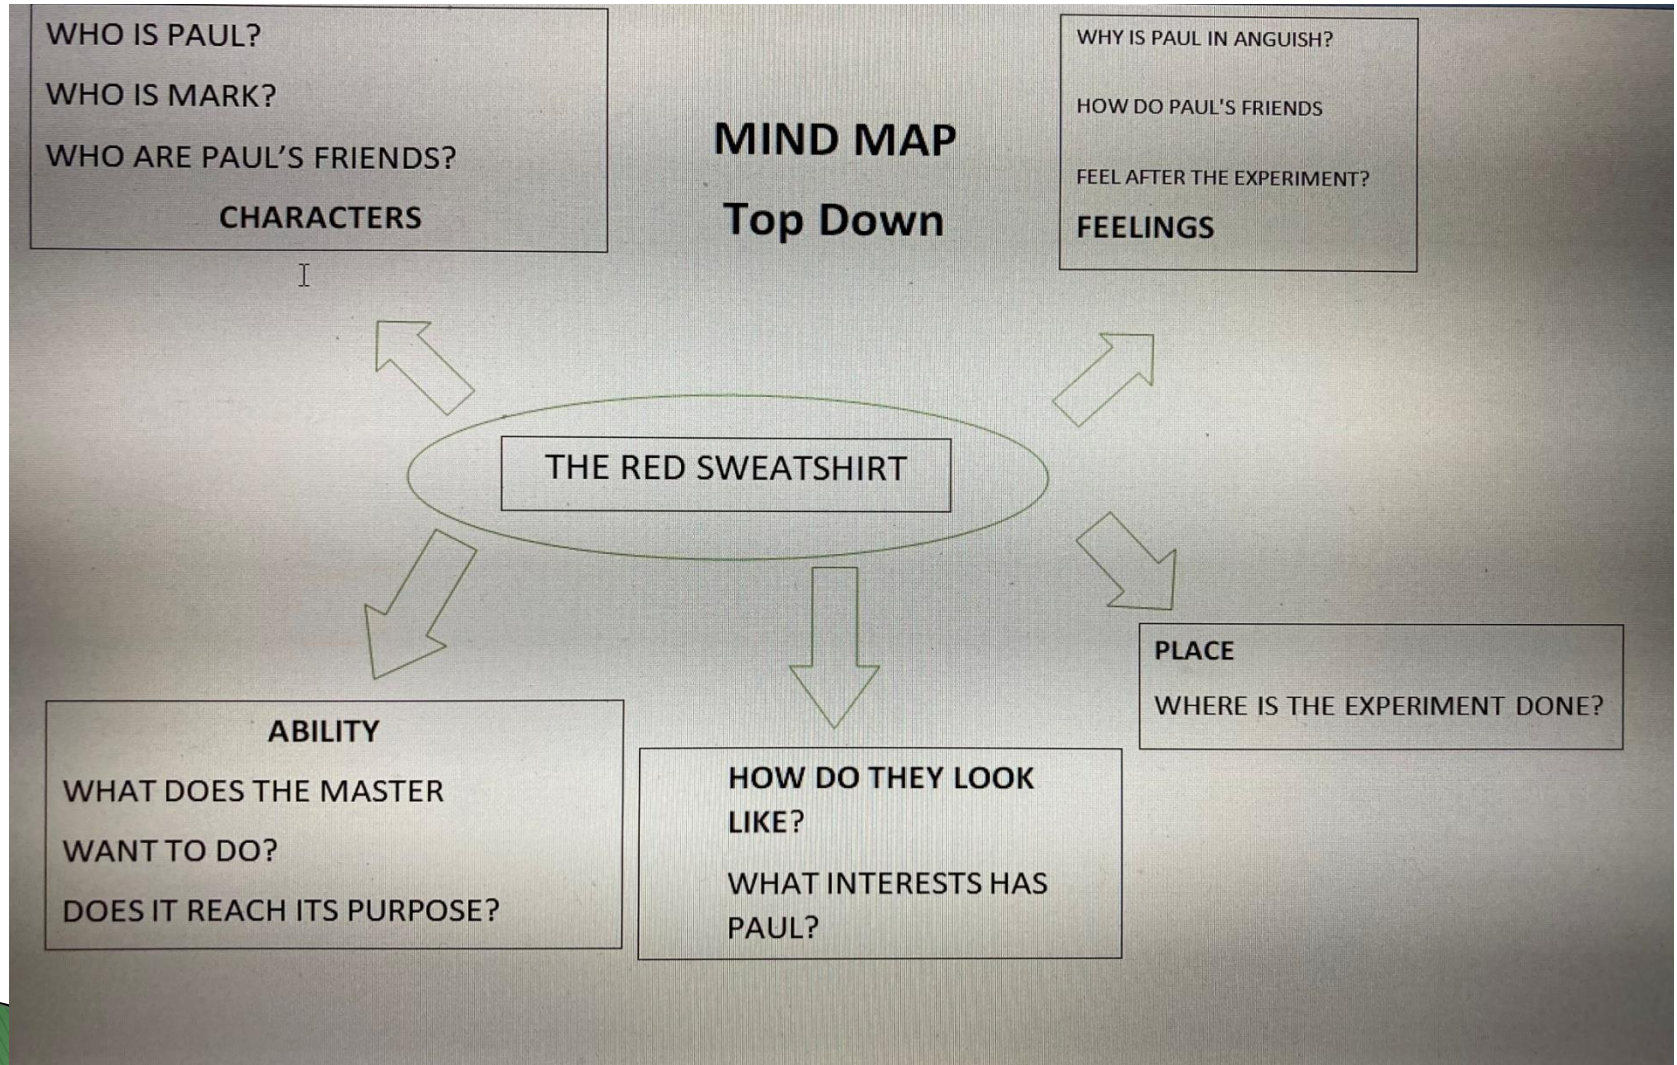 WHO IS PAUL?
WHO IS MARK?
WHO ARE PAUL’S FRIENDS?
CHARACTERS
MIND MAP
Top Down
WHY IS PAUL IN ANGUISH?
HOW DO PAUL'S FRIENDS
FEEL AFTER THE EXPERIMENT?
FEELINGS
THE RED SWEATSHIRT
ABILITY
WHAT DOES THE MASTER
WANT TO DO?
DOES IT REACH ITS PURPOSE?
HOW DO THEY LOOK
LIKE?
WHAT INTERESTS HAS
PAUL?
PLACE
WHERE IS THE EXPERIMENT DONE?